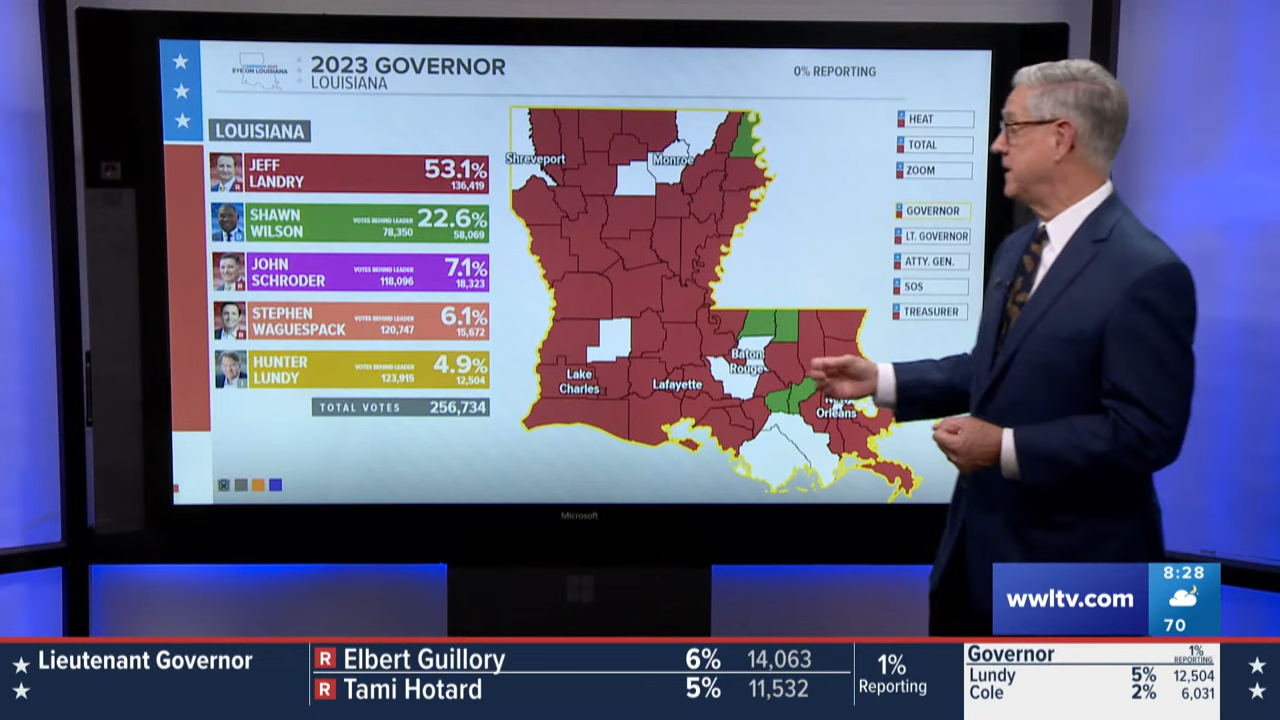 CAMPAIGN 2023
EYE ON LOUISIANA
2023 GOVERNOR
LOUISIANA
0% REPORTING
LOUISIANA
JEFF
LANDRY
53.1%
136,419
SHAWN
WILSON
VOTES BEHIND LEADER
78,350
22.6%
58,069
JOHN
SCHRODER
VOTES BEHIND LEADER
118,096
7.1%
18,323
STEPHEN
WAGUESPACK
VOTES BEHIND LEADER
120,747
6.1%
15,672
HUNTER
LUNDY
VOTES BEHIND LEADER
123,915
4.9%
12,504
TOTAL VOTES 256,734
Shreveport
Monroe
Baton
Rouge
Lake
Charles
Lafayette
Orleans
HEAT
TOTAL
ZOOM
GOVERNOR
LT. GOVERNOR
ATTY. GEN.
SOS
TREASURER
Microsoft
wwltv.com
8:28
70
Lieutenant Governor
R Elbert Guillory 6% 14,063
R Tami Hotard 5% 11,532
1%
Reporting
Governor
1%
REPORTING
Lundy 5% 12,504
Cole 2% 6,031